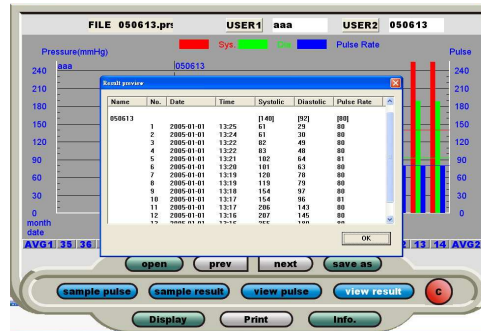 FILE 050613.prs USER1 aaa USER2 050613
Sys. Dia. Pulse Rate
Pressure(mmHg) Pulse
aaa 050613
240 240
210 210
180 180
150 150
120 120
90 90
60 60
30 30
0 0
month
date
Result preview
Name No. Date Time Systolic Diastolic Pulse Rate
050613 [140] [92] [80]
1 2005-01-01 13:25 61 29 80
2 2005-01-01 13:24 61 30 80
3 2005-01-01 13:22 82 49 80
4 2005-01-01 13:22 83 48 80
5 2005-01-01 13:21 102 64 81
6 2005-01-01 13:20 101 63 80
7 2005-01-01 13:19 120 78 80
8 2005-01-01 13:19 119 79 80
9 2005-01-01 13:18 154 97 80
10 2005-01-01 13:17 154 96 81
11 2005-01-01 13:17 206 143 80
12 2005-01-01 13:16 207 145 80
13 2005-01-01 13:16 255
OK
AVG1 35 36 13 14 AVG2
open prev next save as
sample pulse sample result view pulse view result C
Display Print Info.